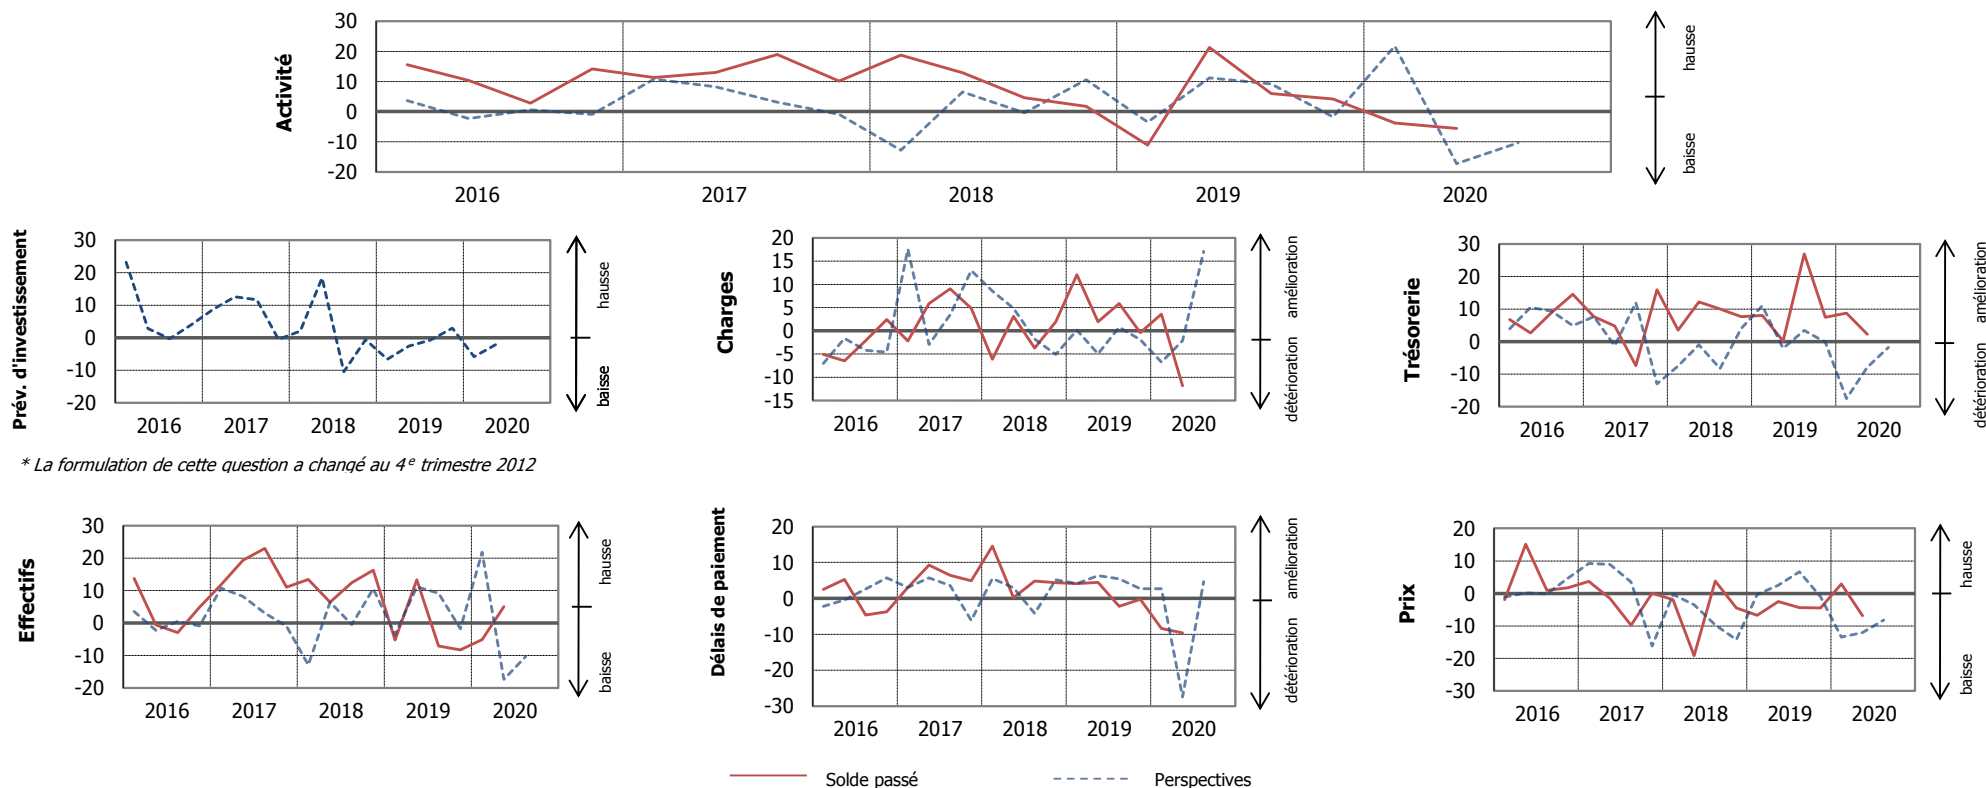 Activité
30
20
10
0
-10
-20
2016 2017 2018 2019 2020
hausse
baisse
Prév. d'investissement
30
20
10
0
-10
-20
2016 2017 2018 2019 2020
hausse
baisse
* La formulation de cette question a changé au 4e trimestre 2012
Charges
20
15
10
5
0
-5
-10
-15
2016 2017 2018 2019 2020
amélioration
détérioration
Trésorerie
30
20
10
0
-10
-20
2016 2017 2018 2019 2020
amélioration
détérioration
Effectifs
30
20
10
0
-10
-20
2016 2017 2018 2019 2020
hausse
baisse
Délais de paiement
20
10
0
-10
-20
-30
2016 2017 2018 2019 2020
amélioration
détérioration
Prix
20
10
0
-10
-20
-30
2016 2017 2018 2019 2020
hausse
baisse
Solde passé Perspectives